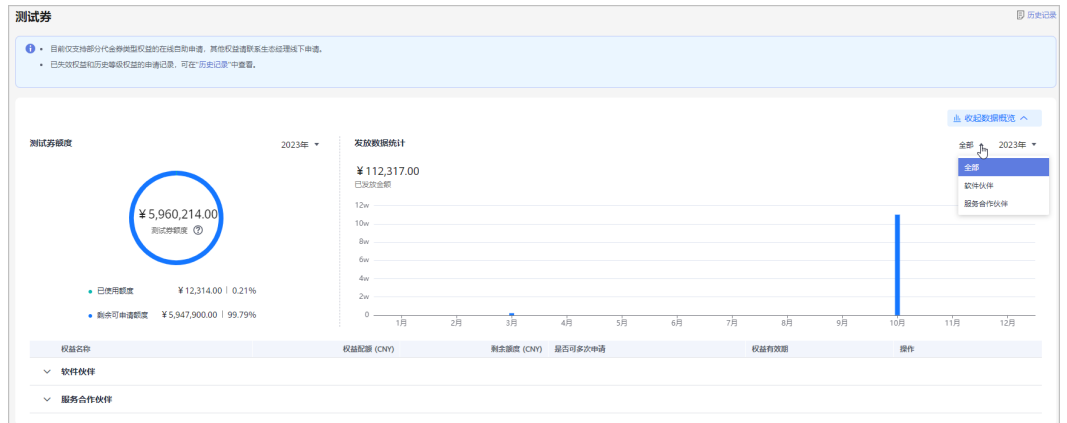 测试券
历史记录
目前仅支持部分代金券类型权益的在线自助申请，其他权益请联系生态经理线下申请。
已失效权益和历史等级权益的申请记录，可在"历史记录"中查看。
收起数据概览
测试券额度
2023年
¥ 5,960,214.00
测试券额度
已使用额度 ¥ 12,314.00 0.21%
剩余可申请额度 ¥ 5,947,900.00 99.79%
发放数据统计
全部
2023年
全部
软件伙伴
服务合作伙伴
¥ 112,317.00
已发放金额
12w
10w
8w
6w
4w
2w
0
1月 2月 3月 4月 5月 6月 7月 8月 9月 10月 11月 12月
权益名称 权益配额 (CNY) 剩余额度 (CNY) 是否可多次申请 权益有效期 操作
软件伙伴
服务合作伙伴